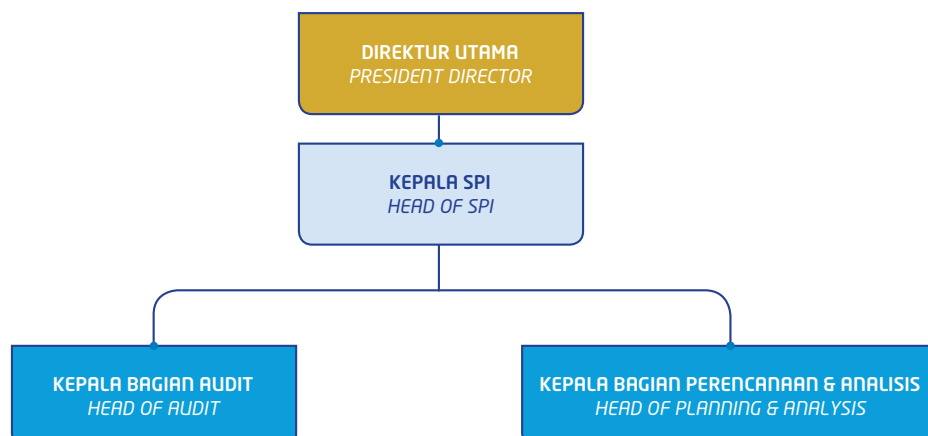 DIREKTUR UTAMA
PRESIDENT DIRECTOR
KEPALA SPI
HEAD OF SPI
KEPALA BAGIAN AUDIT
HEAD OF AUDIT
KEPALA BAGIAN PERENCANAAN & ANALISIS
HEAD OF PLANNING & ANALYSIS